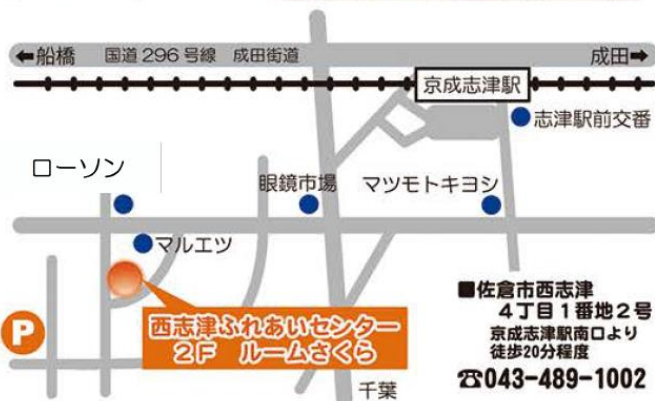 ←船橋 国道296号線 成田街道 成田→
京成志津駅
志津駅前交番
ローソン
眼鏡市場 マツモトキヨシ
マルエツ
P
西志津ふれあいセンター
2F ルームさくら
千葉
■佐倉市西志津
4丁目1番地2号
京成志津駅南口より
徒歩20分程度
☎043-489-1002